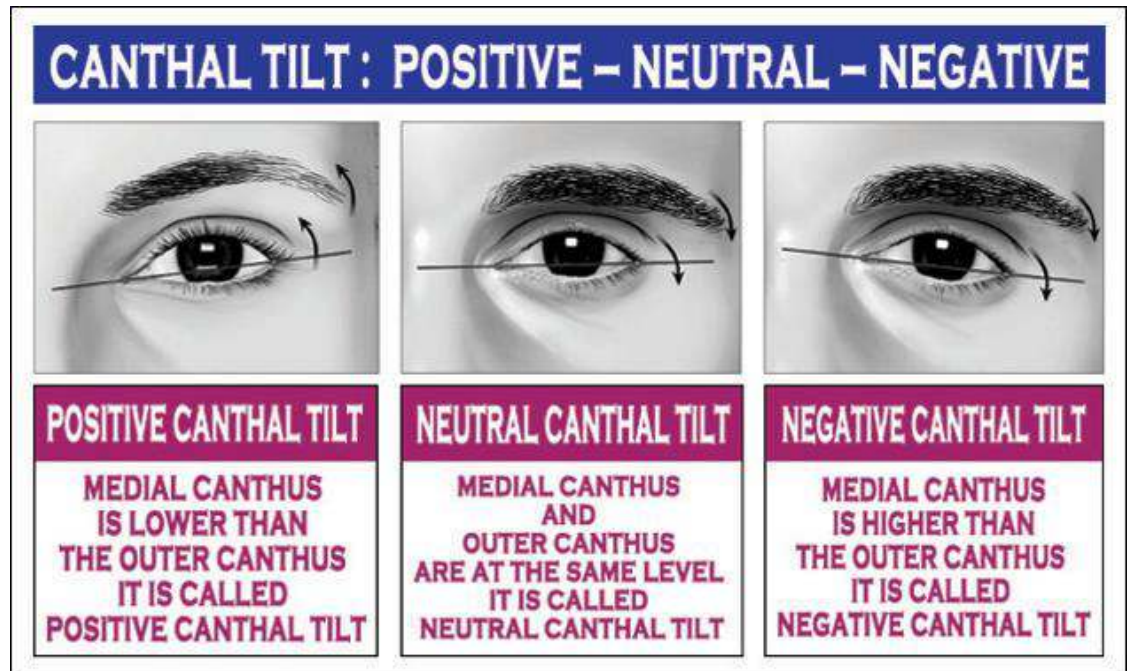 CANTHAL TILT : POSITIVE – NEUTRAL – NEGATIVE
POSITIVE CANTHAL TILT
MEDIAL CANTHUS
IS LOWER THAN
THE OUTER CANTHUS
IT IS CALLED
POSITIVE CANTHAL TILT
NEUTRAL CANTHAL TILT
MEDIAL CANTHUS
AND
OUTER CANTHUS
ARE AT THE SAME LEVEL
IT IS CALLED
NEUTRAL CANTHAL TILT
NEGATIVE CANTHAL TILT
MEDIAL CANTHUS
IS HIGHER THAN
THE OUTER CANTHUS
IT IS CALLED
NEGATIVE CANTHAL TILT